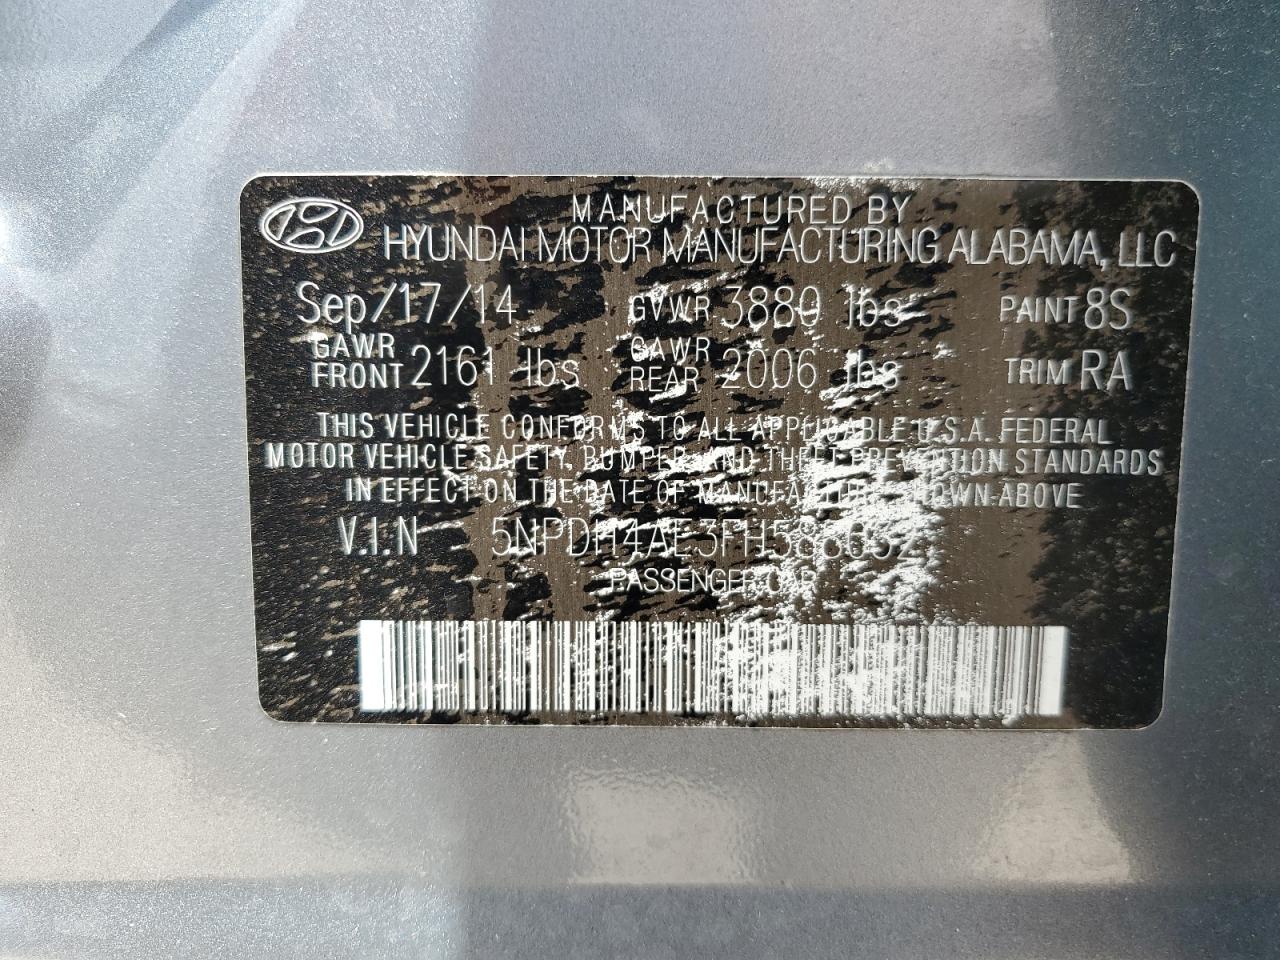 MANUFACTURED BY
HYUNDAI MOTOR MANUFACTURING ALABAMA, LLC
Sep/17/14 GVWR 3880 lbs PAINT 8S
GAWR FRONT 2161 lbs GAWR REAR 2006 lbs TRIM RA
THIS VEHICLE CONFORMS TO ALL APPLICABLE U.S.A. FEDERAL
MOTOR VEHICLE SAFETY, BUMPER, AND THEFT PREVENTION STANDARDS
IN EFFECT ON THE DATE OF MANUFACTURE SHOWN ABOVE
V.I.N
PASSENGER CAR